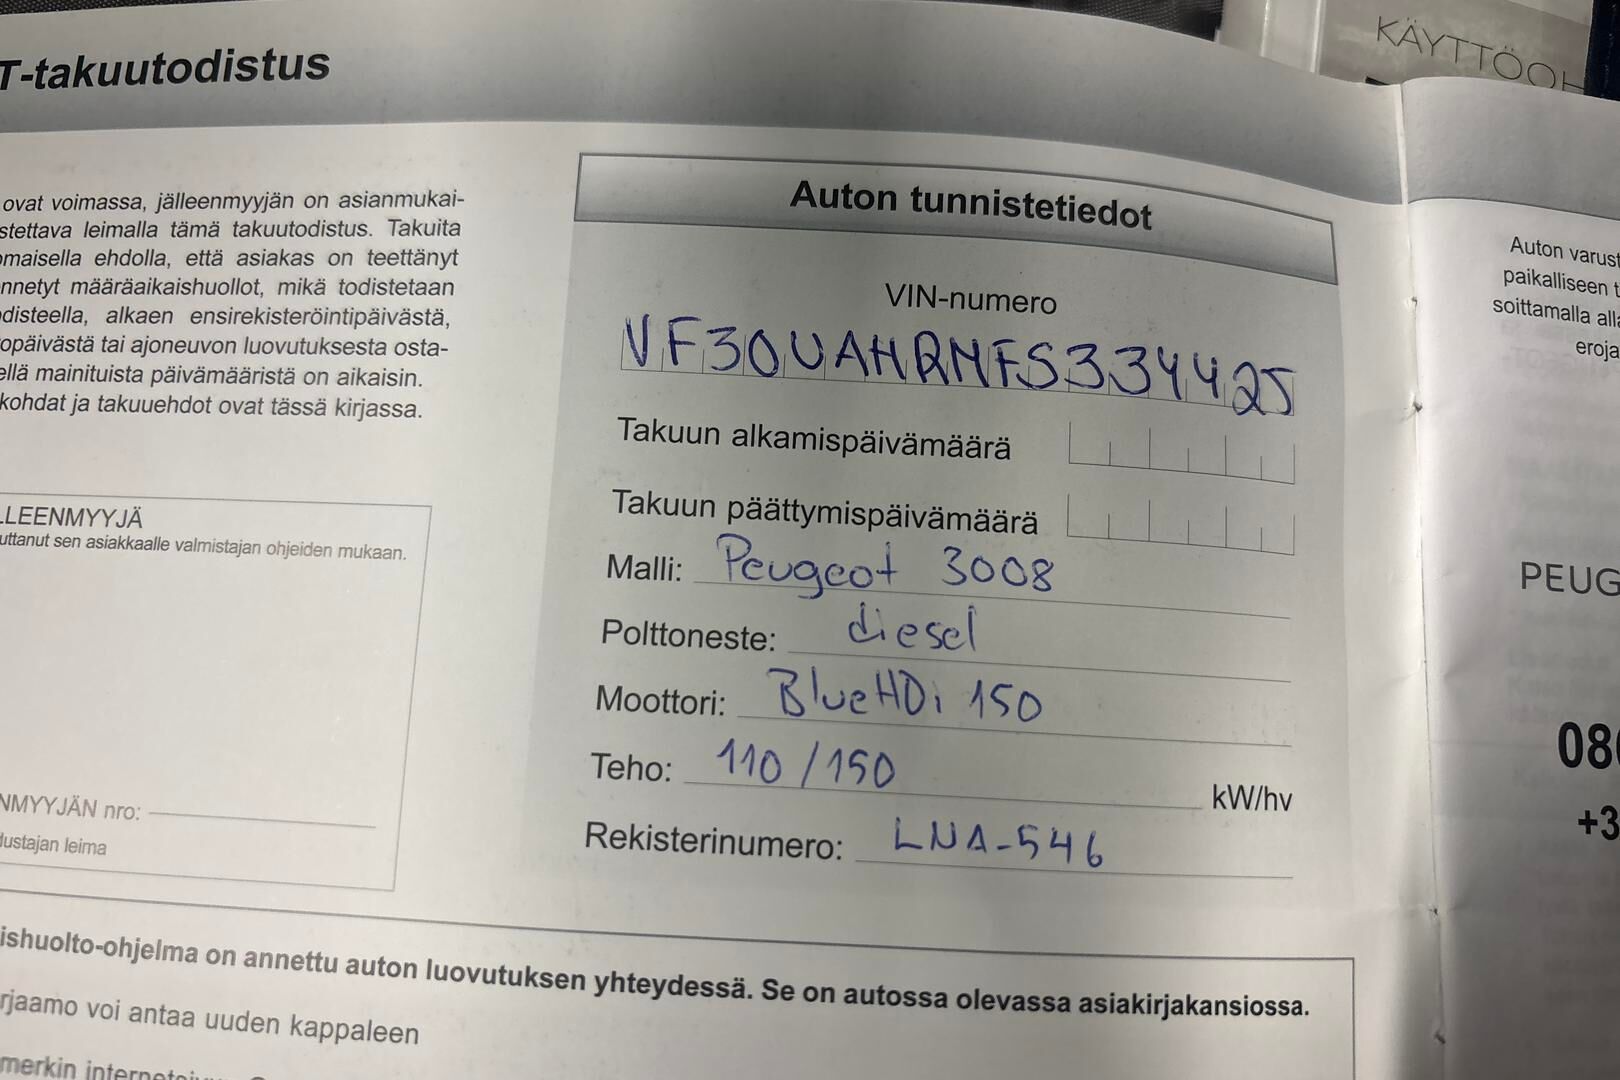 T-takuutodistus
KÄYTTÖOH
ovat voimassa, jälleenmyyjän on asianmukai-
stettava leimalla tämä takuutodistus. Takuita
omaisella ehdolla, että asiakas on teettänyt
nnetyt määräaikaishuollot, mikä todistetaan
disteella, alkaen ensirekisteröintipäivästä,
opäivästä tai ajoneuvon luovutuksesta osta-
ellä mainituista päivämääristä on aikaisin.
kohdat ja takuuehdot ovat tässä kirjassa.
LLEENMYYJÄ
uttanut sen asiakkaalle valmistajan ohjeiden mukaan.
NMYYJÄN nro:
dustajan leima
Auton tunnistetiedot
VIN-numero
VF30UAHRMFS334425
Takuun alkamispäivämäärä
Takuun päättymispäivämäärä
Malli: Peugeot 3008
Polttoneste: diesel
Moottori: BlueHDi 150
Teho: 110/150 kW/hv
Rekisterinumero: LNA-546
ishuolto-ohjelma on annettu auton luovutuksen yhteydessä. Se on autossa olevassa asiakirjakansiossa.
rjaamo voi antaa uuden kappaleen
merkin
Auton varust
paikalliseen t
soittamalla alla
eroja
PEUG
08
+3